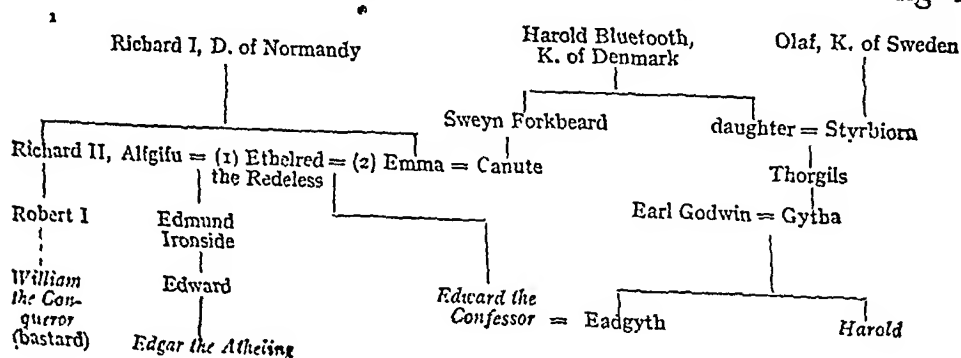 1
Richard I, D. of Normandy
Harold Bluetooth,
K. of Denmark
Olaf, K. of Sweden
Sweyn Forkbeard
daughter = Styrbiorn
Richard II, Alfgifu = (1) Ethelred = (2) Emma = Canute
the Redeless
Thorgils
Earl Godwin = Gytha
Robert I
Edmund
Ironside
William
the Con-
queror
(bastard)
Edward
Edward the
Confessor = Eadgyth
Harold
Edgar the Atheling